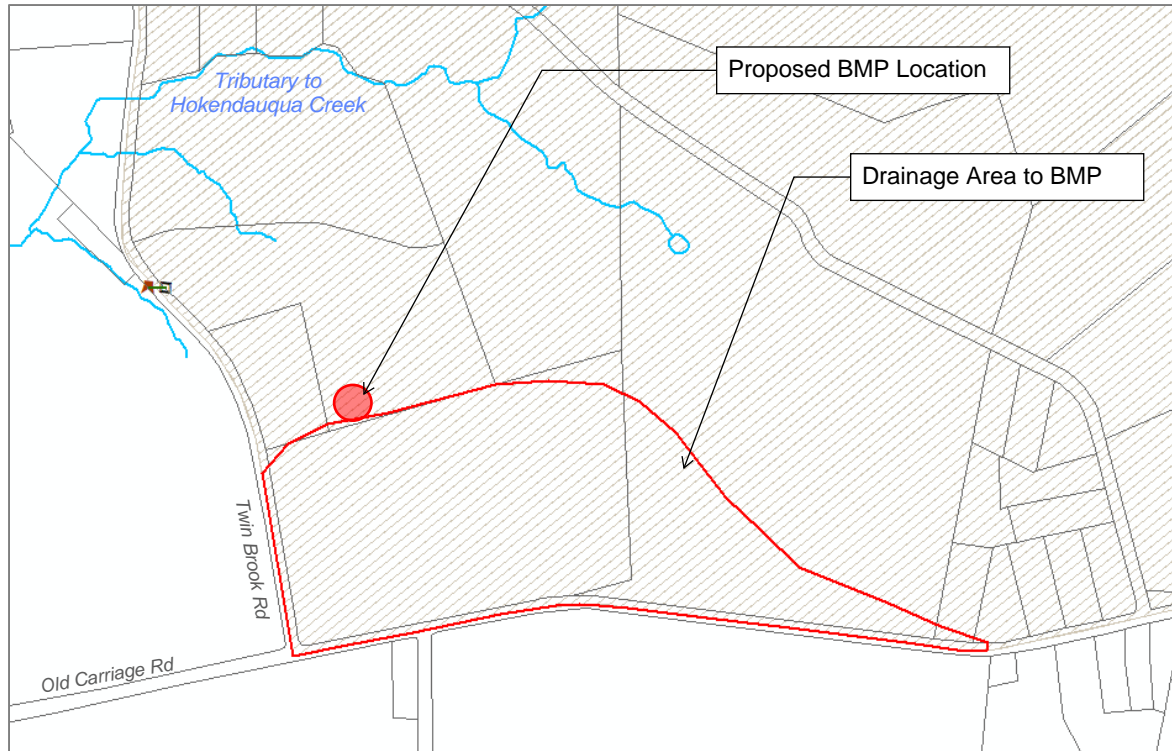 Proposed BMP Location
Tributary to
Hokendauqua Creek
Drainage Area to BMP
Twin Brook Rd
Old Carriage Rd